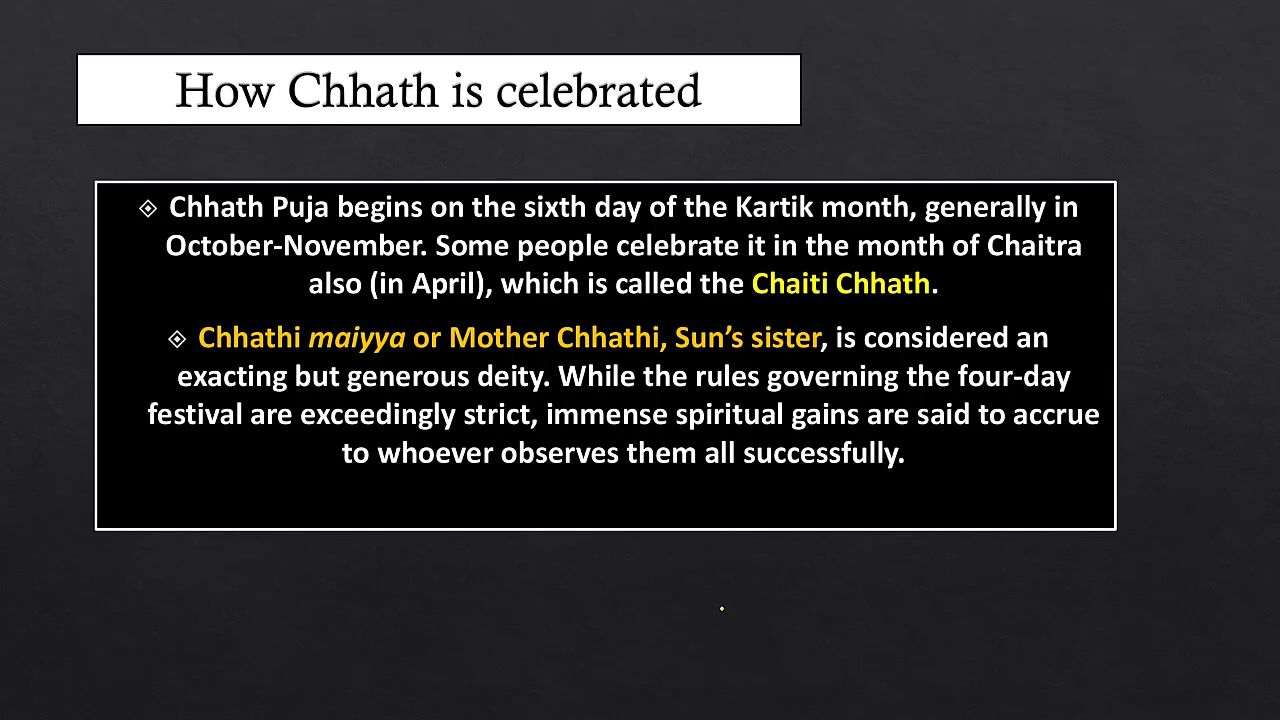 How Chhath is celebrated
Chhath Puja begins on the sixth day of the Kartik month, generally in
October-November. Some people celebrate it in the month of Chaitra
also (in April), which is called the Chaiti Chhath.
Chhathi maiyya or Mother Chhathi, Sun’s sister, is considered an
exacting but generous deity. While the rules governing the four-day
festival are exceedingly strict, immense spiritual gains are said to accrue
to whoever observes them all successfully.